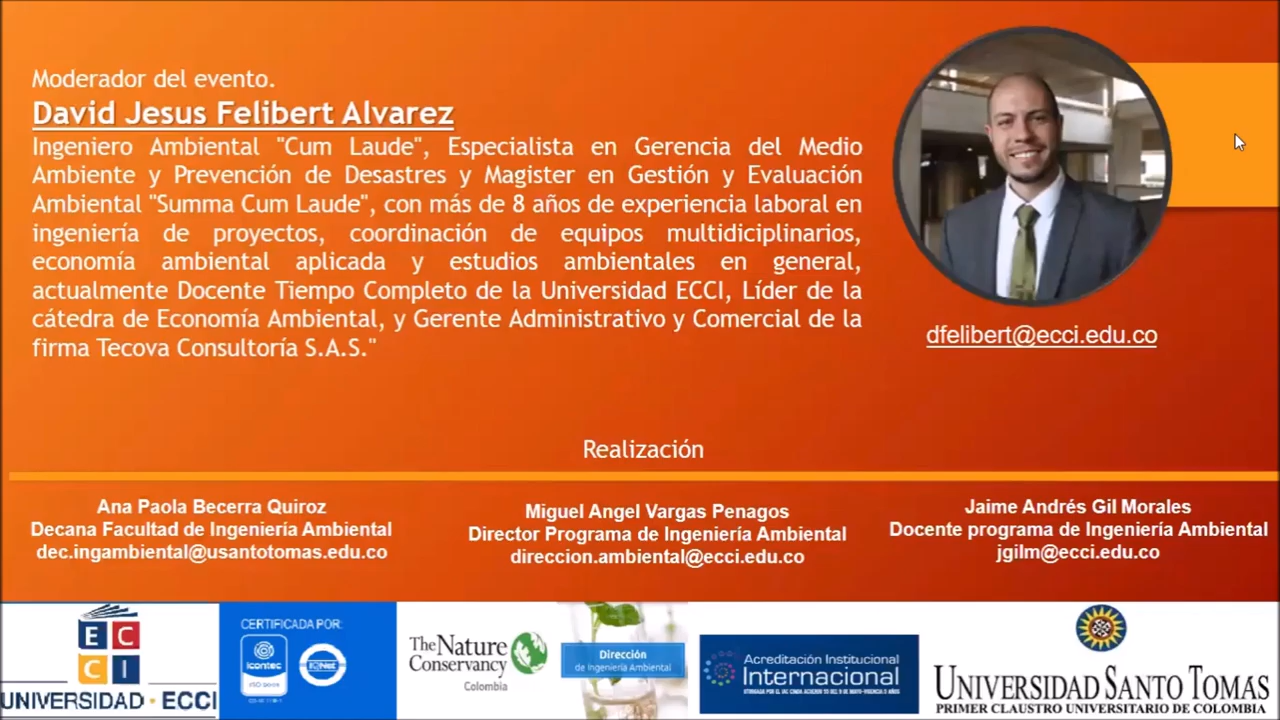 Moderador del evento.
David Jesus Felibert Alvarez
Ingeniero Ambiental "Cum Laude", Especialista en Gerencia del Medio
Ambiente y Prevención de Desastres y Magister en Gestión y Evaluación
Ambiental "Summa Cum Laude", con más de 8 años de experiencia laboral en
ingeniería de proyectos, coordinación de equipos multidiciplinarios,
economía ambiental aplicada y estudios ambientales en general,
actualmente Docente Tiempo Completo de la Universidad ECCI, Líder de la
cátedra de Economía Ambiental, y Gerente Administrativo y Comercial de la
firma Tecova Consultoría S.A.S."
dfelibert@ecci.edu.co
Realización
Ana Paola Becerra Quiroz
Decana Facultad de Ingeniería Ambiental
dec.ingambiental@usantotomas.edu.co
Miguel Angel Vargas Penagos
Director Programa de Ingeniería Ambiental
direccion.ambiental@ecci.edu.co
Jaime Andrés Gil Morales
Docente programa de Ingeniería Ambiental
jgilm@ecci.edu.co
E C
C I
UNIVERSIDAD · ECCI
CERTIFICADA POR:
icontec
ISO 9001
IQNet
The Nature
Conservancy
Colombia
Dirección
de Ingeniería Ambiental
Acreditación Institucional
Internacional
UNIVERSIDAD SANTO TOMAS
PRIMER CLAUSTRO UNIVERSITARIO DE COLOMBIA